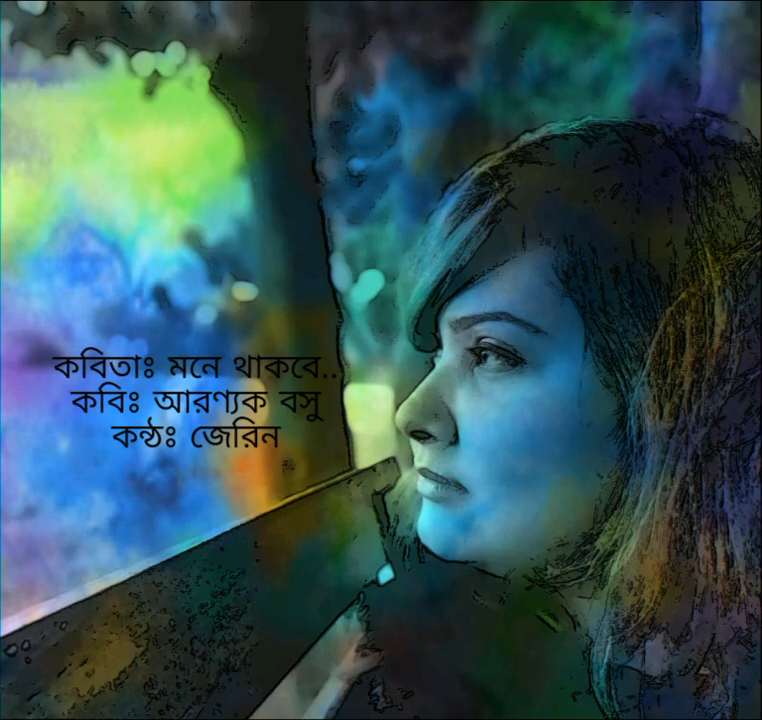 কবিতাঃ মনে থাকবে..
কবিঃ আরণ্যক বসু
কন্ঠঃ জেরিন